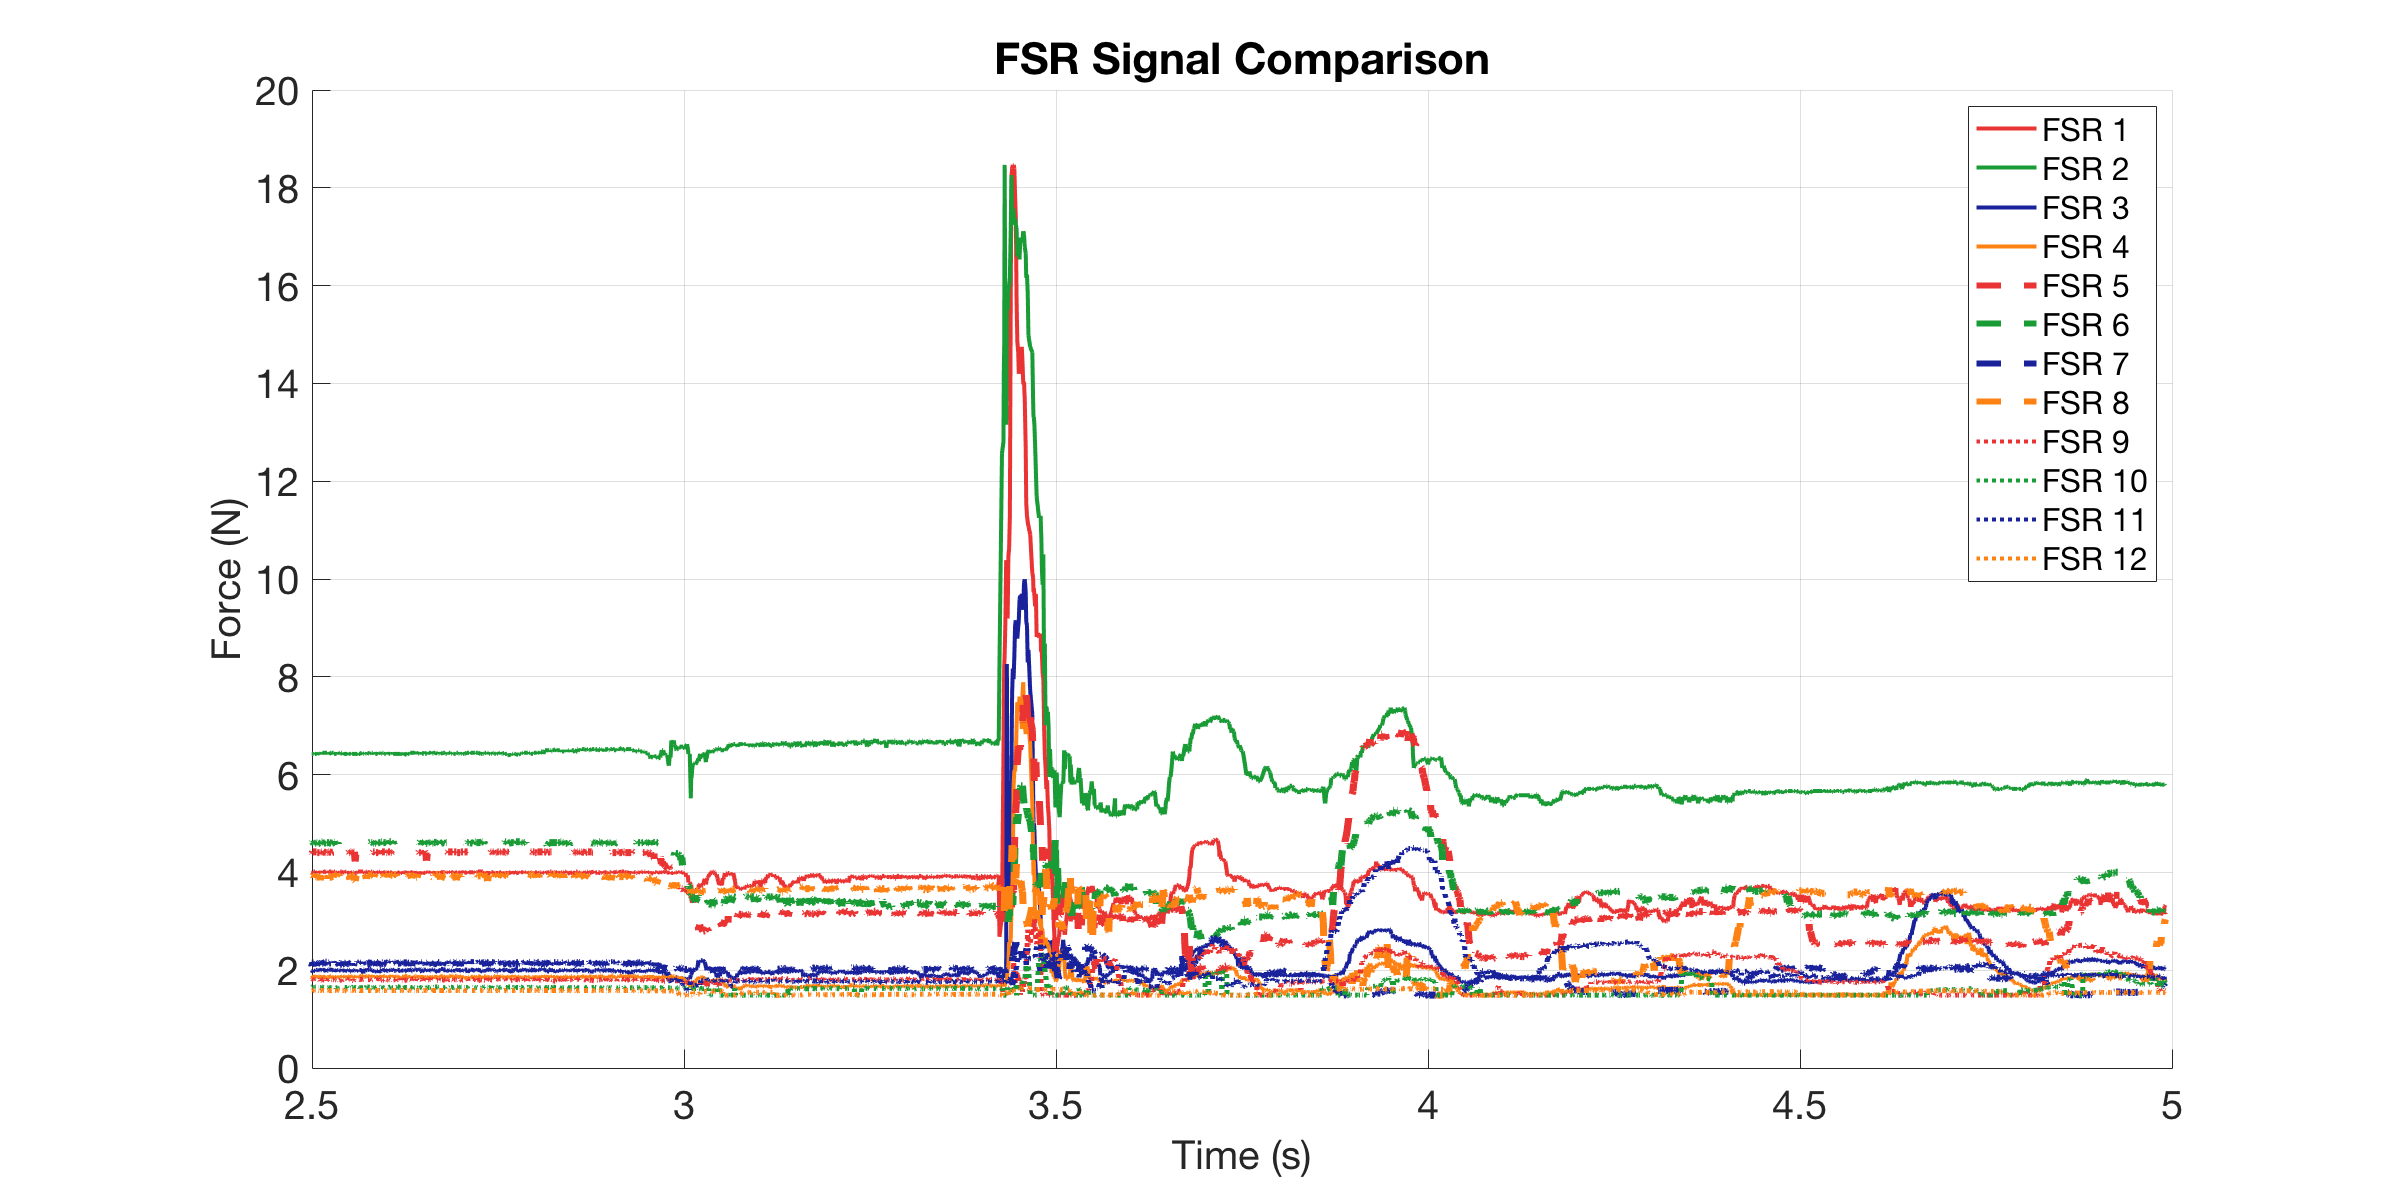 FSR Signal Comparison
20
18
16
14
12
10
8
6
4
2
0
Force (N)
FSR 1
FSR 2
FSR 3
FSR 4
FSR 5
FSR 6
FSR 7
FSR 8
FSR 9
FSR 10
FSR 11
FSR 12
2.5 3 3.5 4 4.5 5
Time (s)